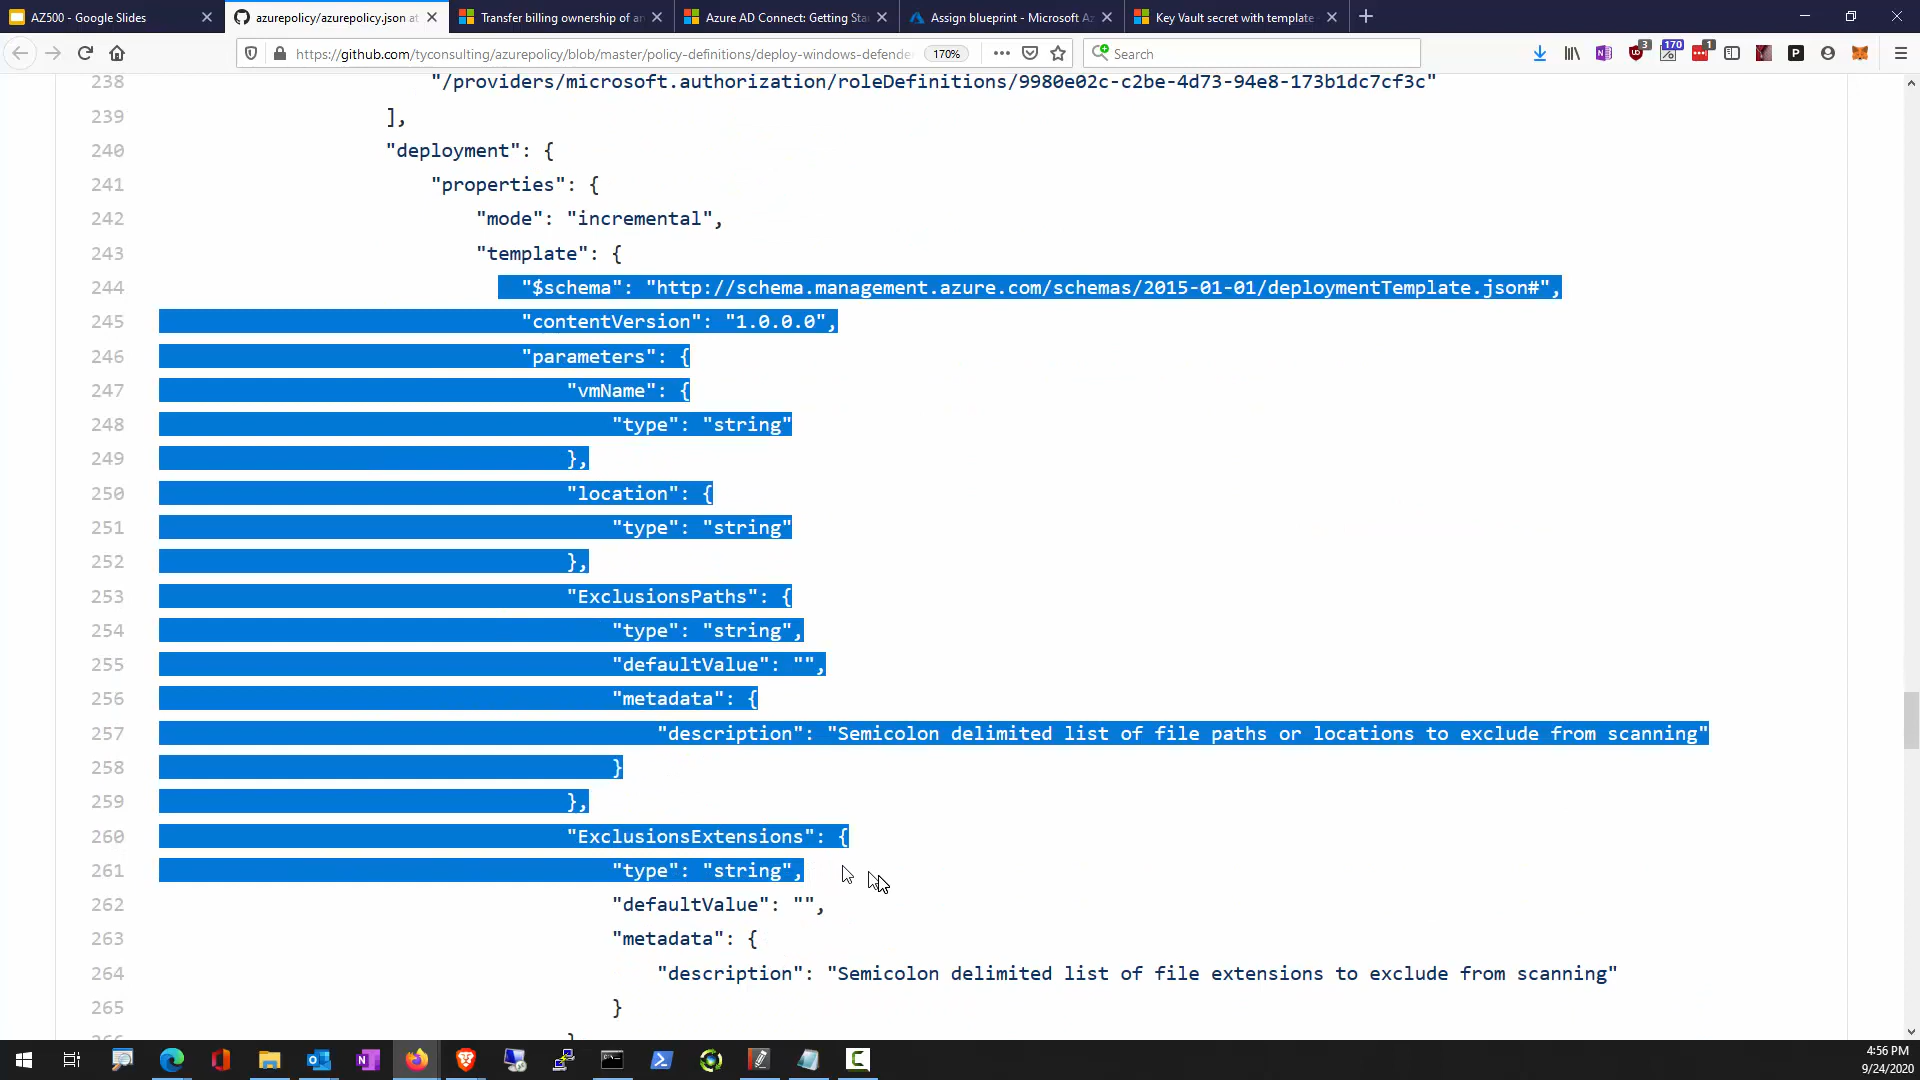 AZ500 - Google Slides
azurepolicy/azurepolicy.json at
Transfer billing ownership of an
Azure AD Connect: Getting Sta
Assign blueprint - Microsoft Az
Key Vault secret with template
https://github.com/tyconsulting/azurepolicy/blob/master/policy-definitions/deploy-windows-defende
170%
Search
3
170
1
238 "/providers/microsoft.authorization/roleDefinitions/9980e02c-c2be-4d73-94e8-173b1dc7cf3c"
239 ],
240 "deployment": {
241 "properties": {
242 "mode": "incremental",
243 "template": {
244 "$schema": "http://schema.management.azure.com/schemas/2015-01-01/deploymentTemplate.json#",
245 "contentVersion": "1.0.0.0",
246 "parameters": {
247 "vmName": {
248 "type": "string"
249 },
250 "location": {
251 "type": "string"
252 },
253 "ExclusionsPaths": {
254 "type": "string",
255 "defaultValue": "",
256 "metadata": {
257 "description": "Semicolon delimited list of file paths or locations to exclude from scanning"
258 }
259 },
260 "ExclusionsExtensions": {
261 "type": "string",
262 "defaultValue": "",
263 "metadata": {
264 "description": "Semicolon delimited list of file extensions to exclude from scanning"
265 }
4:56 PM
9/24/2020